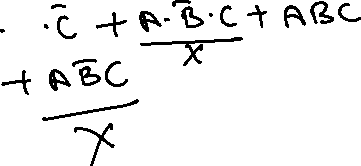 · ·C̅ + A·B̅·C + ABC
X
+ AB̅C
X